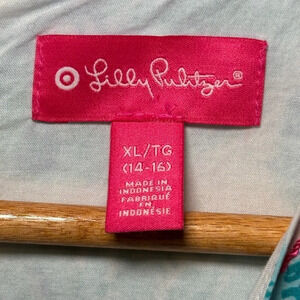 Lilly Pulitzer®
XL/TG
(14-16)
MADE IN
INDONESIA
FABRIQUÉ
EN
INDONÉSIE